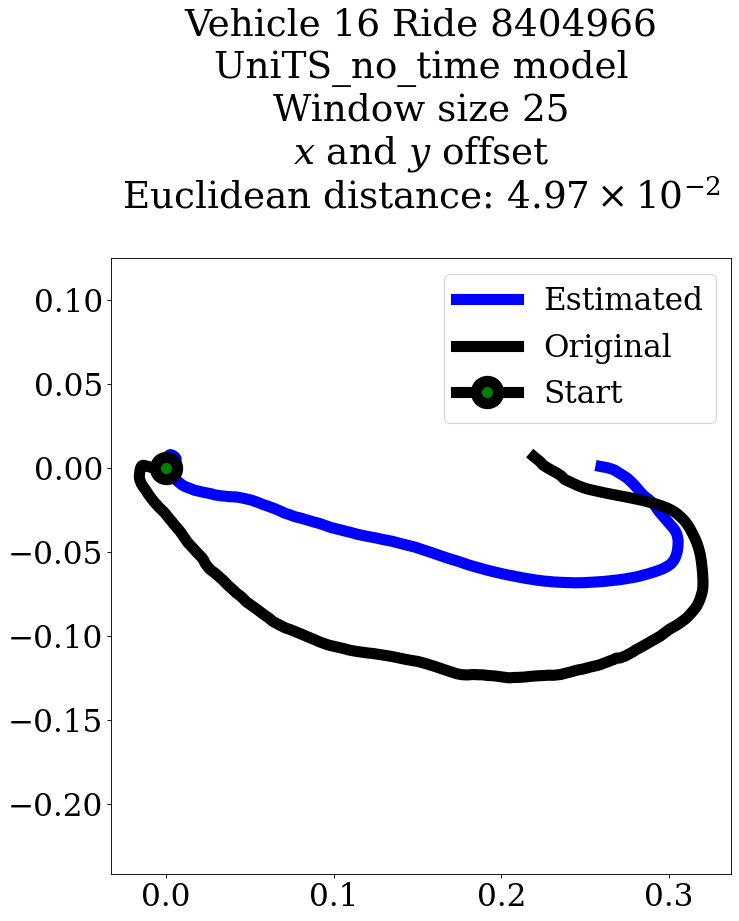 Vehicle 16 Ride 8404966
UniTS_no_time model
Window size 25
x and y offset
Euclidean distance: 4.97 × 10⁻²
Estimated
Original
Start
0.10
0.05
0.00
−0.05
−0.10
−0.15
−0.20
0.0 0.1 0.2 0.3